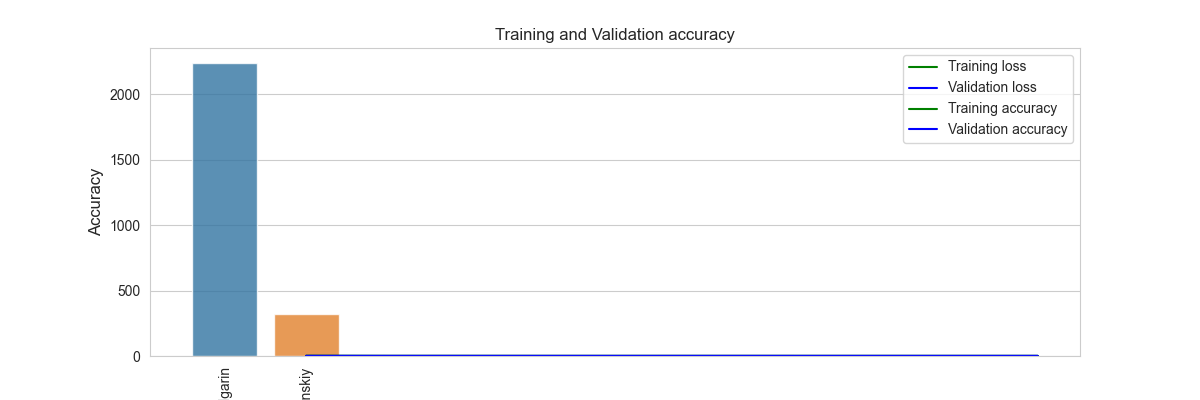 Training and Validation accuracy
Training loss
Validation loss
Training accuracy
Validation accuracy
Accuracy
2000
1500
1000
500
0
garin
nskiy